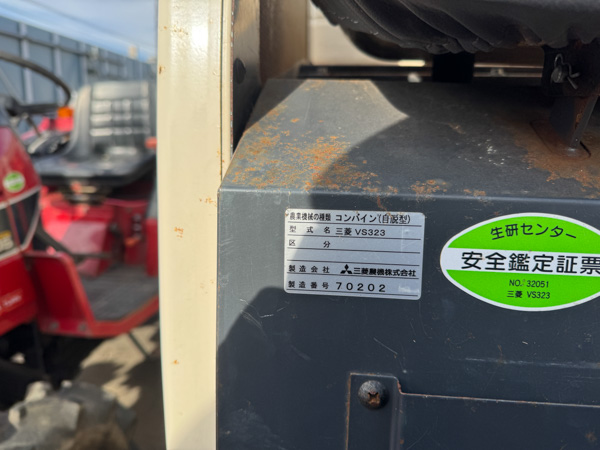 農業機械の種類 コンバイン(自脱型)
型式名 三菱 VS323
区分
製造会社 三菱農機株式会社
製造番号 70202
生研センター
安全鑑定証票
NO. 32051
三菱 VS323